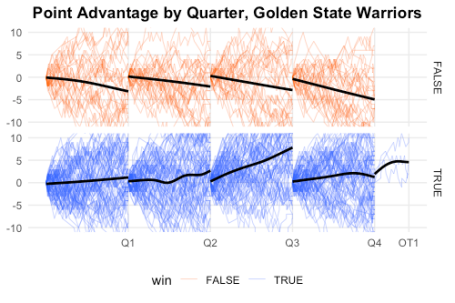 Point Advantage by Quarter, Golden State Warriors
10
5
0
-5
-10
FALSE
10
5
0
-5
-10
TRUE
Q1 Q2 Q3 Q4 OT1
win FALSE TRUE